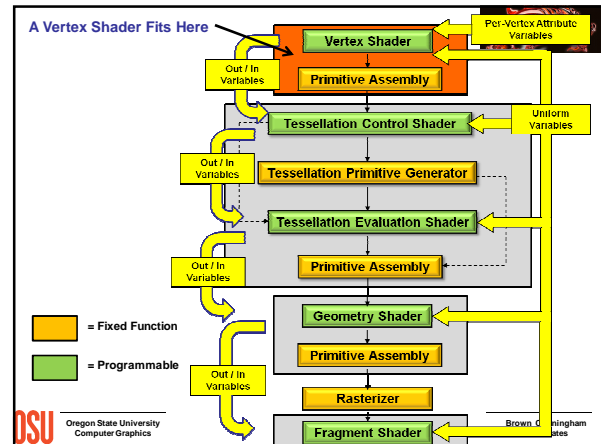 A Vertex Shader Fits Here
Per-Vertex Attribute
Variables
Vertex Shader
Out / In
Variables
Primitive Assembly
Uniform
Variables
Tessellation Control Shader
Out / In
Variables
Tessellation Primitive Generator
Tessellation Evaluation Shader
Out / In
Variables
Primitive Assembly
Geometry Shader
= Fixed Function
Primitive Assembly
= Programmable
Out / In
Variables
Rasterizer
OSU
Oregon State University
Computer Graphics
Fragment Shader
Brown